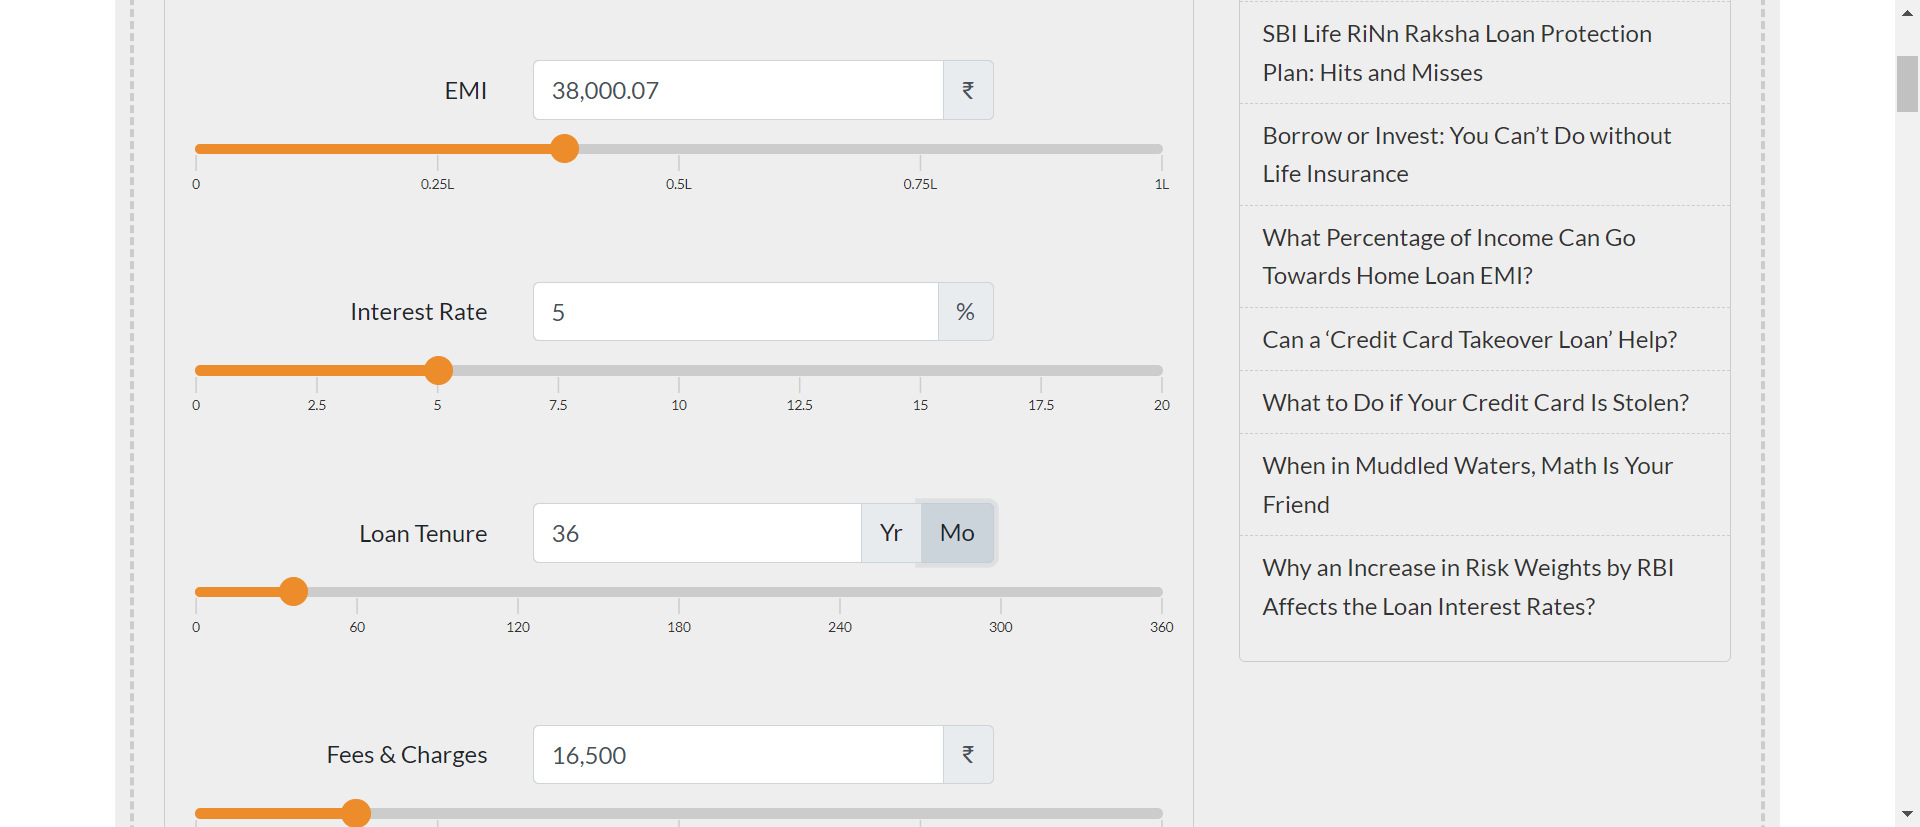 EMI
38,000.07 ₹
0 0.25L 0.5L 0.75L 1L
Interest Rate
5 %
0 2.5 5 7.5 10 12.5 15 17.5 20
Loan Tenure
36 Yr Mo
0 60 120 180 240 300 360
Fees & Charges
16,500 ₹
SBI Life RiNn Raksha Loan Protection
Plan: Hits and Misses
Borrow or Invest: You Can’t Do without
Life Insurance
What Percentage of Income Can Go
Towards Home Loan EMI?
Can a ‘Credit Card Takeover Loan’ Help?
What to Do if Your Credit Card Is Stolen?
When in Muddled Waters, Math Is Your
Friend
Why an Increase in Risk Weights by RBI
Affects the Loan Interest Rates?